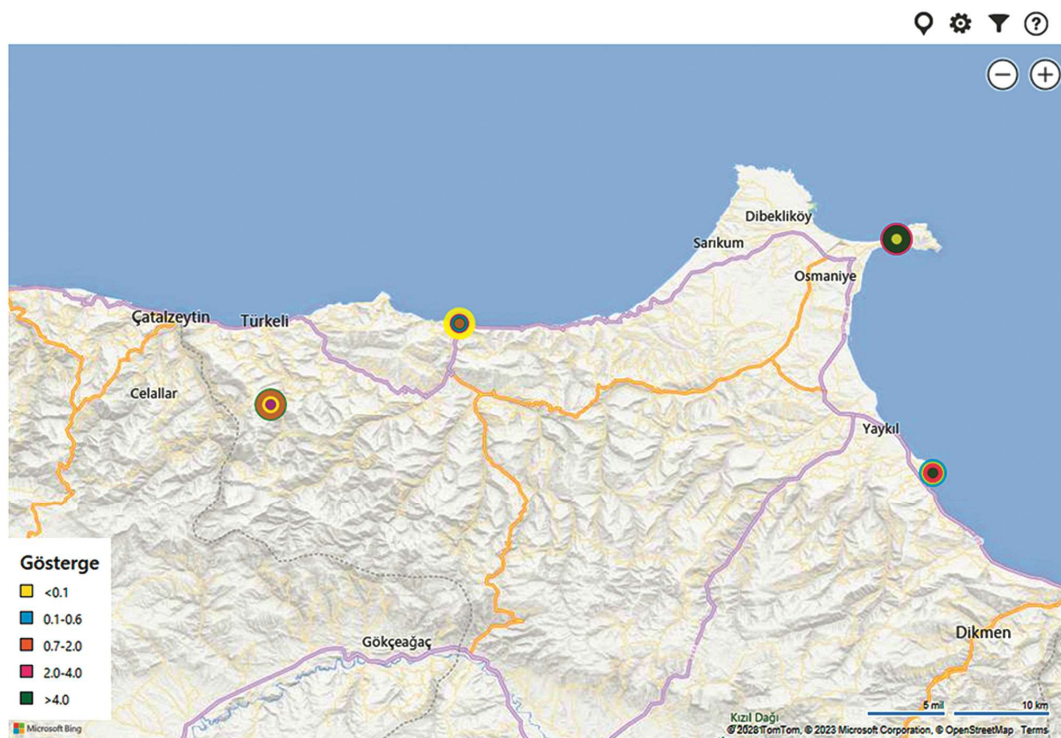 Dibekliköy
Sarıkum
Osmaniye
Çatalzeytin
Türkeli
Celallar
Yaykıl
Gösterge
<0.1
0.1-0.6
0.7-2.0
2.0-4.0
>4.0
Gökçeağaç
Dikmen
Kızıl Dağı
5 mil
10 km
Microsoft Bing
TomTom, © 2023 Microsoft Corporation, © OpenStreetMap Terms